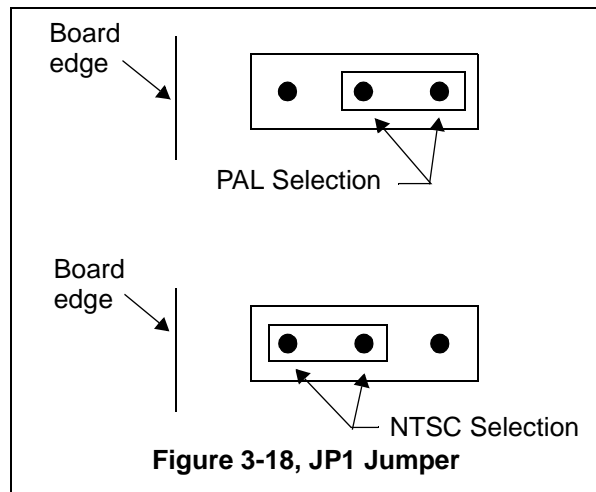 Board
edge
PAL Selection
Board
edge
NTSC Selection
Figure 3-18, JP1 Jumper